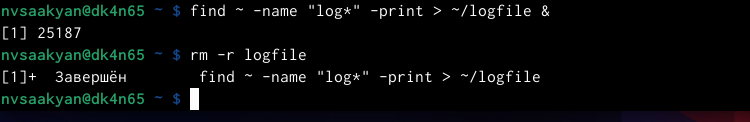 nvsaakyan@dk4n65 ~ $ find ~ -name "log*" -print > ~/logfile &
[1] 25187
nvsaakyan@dk4n65 ~ $ rm -r logfile
[1]+  Завершён        find ~ -name "log*" -print > ~/logfile
nvsaakyan@dk4n65 ~ $